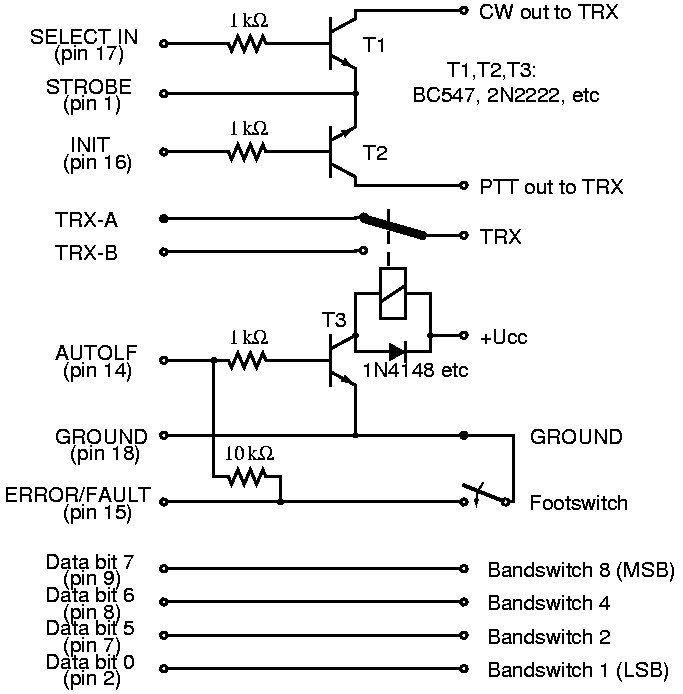 1 kΩ
CW out to TRX
SELECT IN
(pin 17)
T1
T1,T2,T3:
BC547, 2N2222, etc
STROBE
(pin 1)
1 kΩ
INIT
(pin 16)
T2
PTT out to TRX
TRX-A
TRX
TRX-B
T3
1 kΩ
+Ucc
AUTOLF
(pin 14)
1N4148 etc
GROUND
(pin 18)
GROUND
10 kΩ
ERROR/FAULT
(pin 15)
Footswitch
Data bit 7
(pin 9)
Bandswitch 8 (MSB)
Data bit 6
(pin 8)
Bandswitch 4
Data bit 5
(pin 7)
Bandswitch 2
Data bit 0
(pin 2)
Bandswitch 1 (LSB)